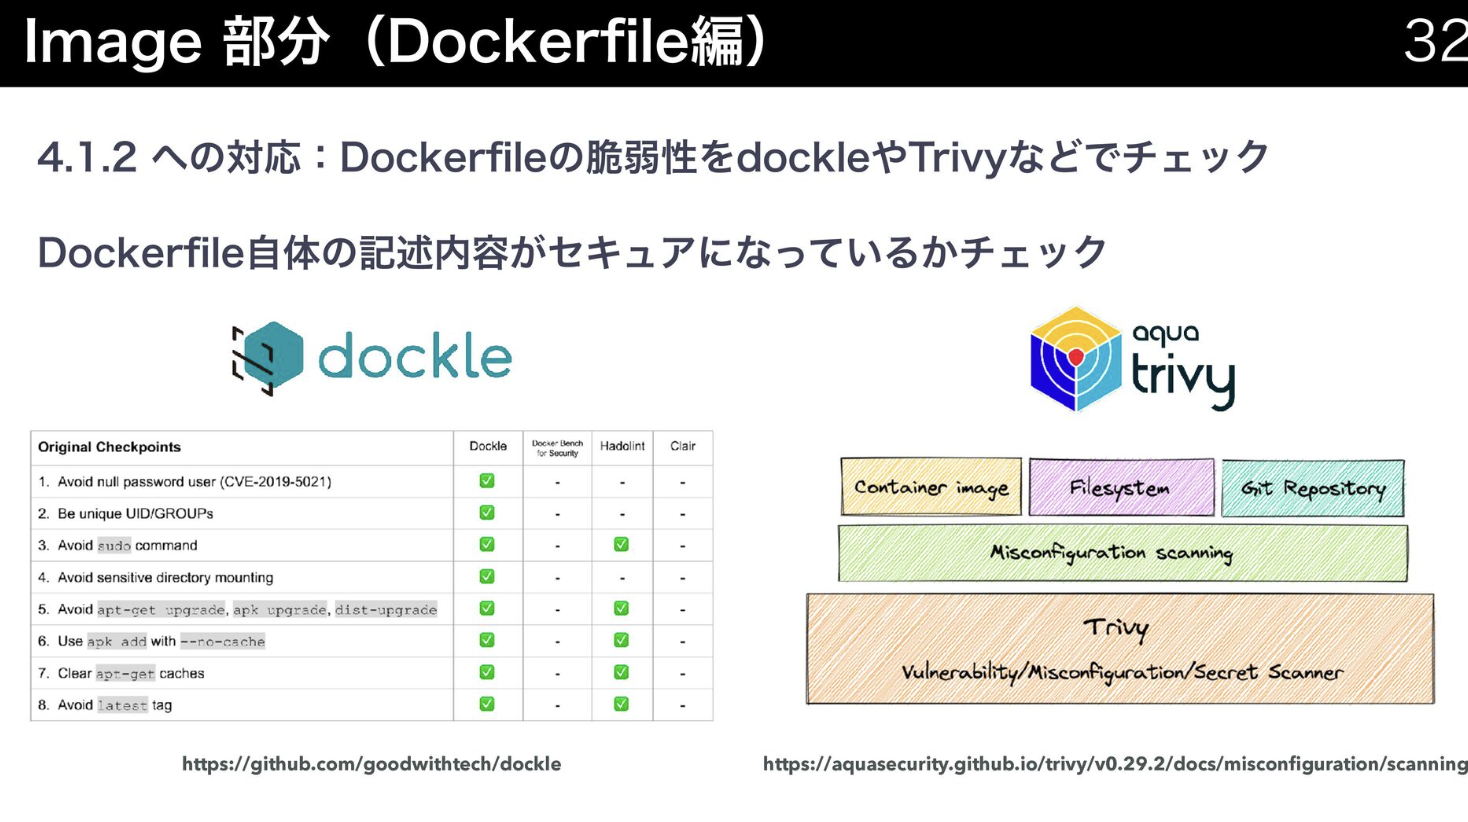 Image 部分（Dockerfile編）
32
4.1.2 への対応：Dockerfileの脆弱性をdockleやTrivyなどでチェック
Dockerfile自体の記述内容がセキュアになっているかチェック
dockle
Original Checkpoints Dockle Docker Bench for Security Hadolint Clair
1. Avoid null password user (CVE-2019-5021) ✅ - - -
2. Be unique UID/GROUPs ✅ - - -
3. Avoid sudo command ✅ - ✅ -
4. Avoid sensitive directory mounting ✅ - - -
5. Avoid apt-get upgrade, apk upgrade, dist-upgrade ✅ - ✅ -
6. Use apk add with --no-cache ✅ - ✅ -
7. Clear apt-get caches ✅ - ✅ -
8. Avoid latest tag ✅ - ✅ -
https://github.com/goodwithtech/dockle
aqua
trivy
Container image Filesystem Git Repository
Misconfiguration scanning
Trivy
Vulnerability/Misconfiguration/Secret Scanner
https://aquasecurity.github.io/trivy/v0.29.2/docs/misconfiguration/scanning